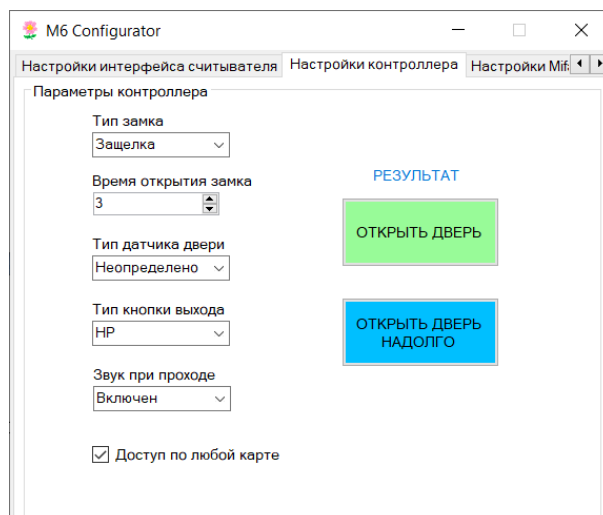 M6 Configurator
Настройки интерфейса считывателя Настройки контроллера Настройки Mif
Параметры контроллера
Тип замка
Защелка
Время открытия замка
3
РЕЗУЛЬТАТ
ОТКРЫТЬ ДВЕРЬ
Тип датчика двери
Неопределено
Тип кнопки выхода
НР
ОТКРЫТЬ ДВЕРЬ
НАДОЛГО
Звук при проходе
Включен
Доступ по любой карте